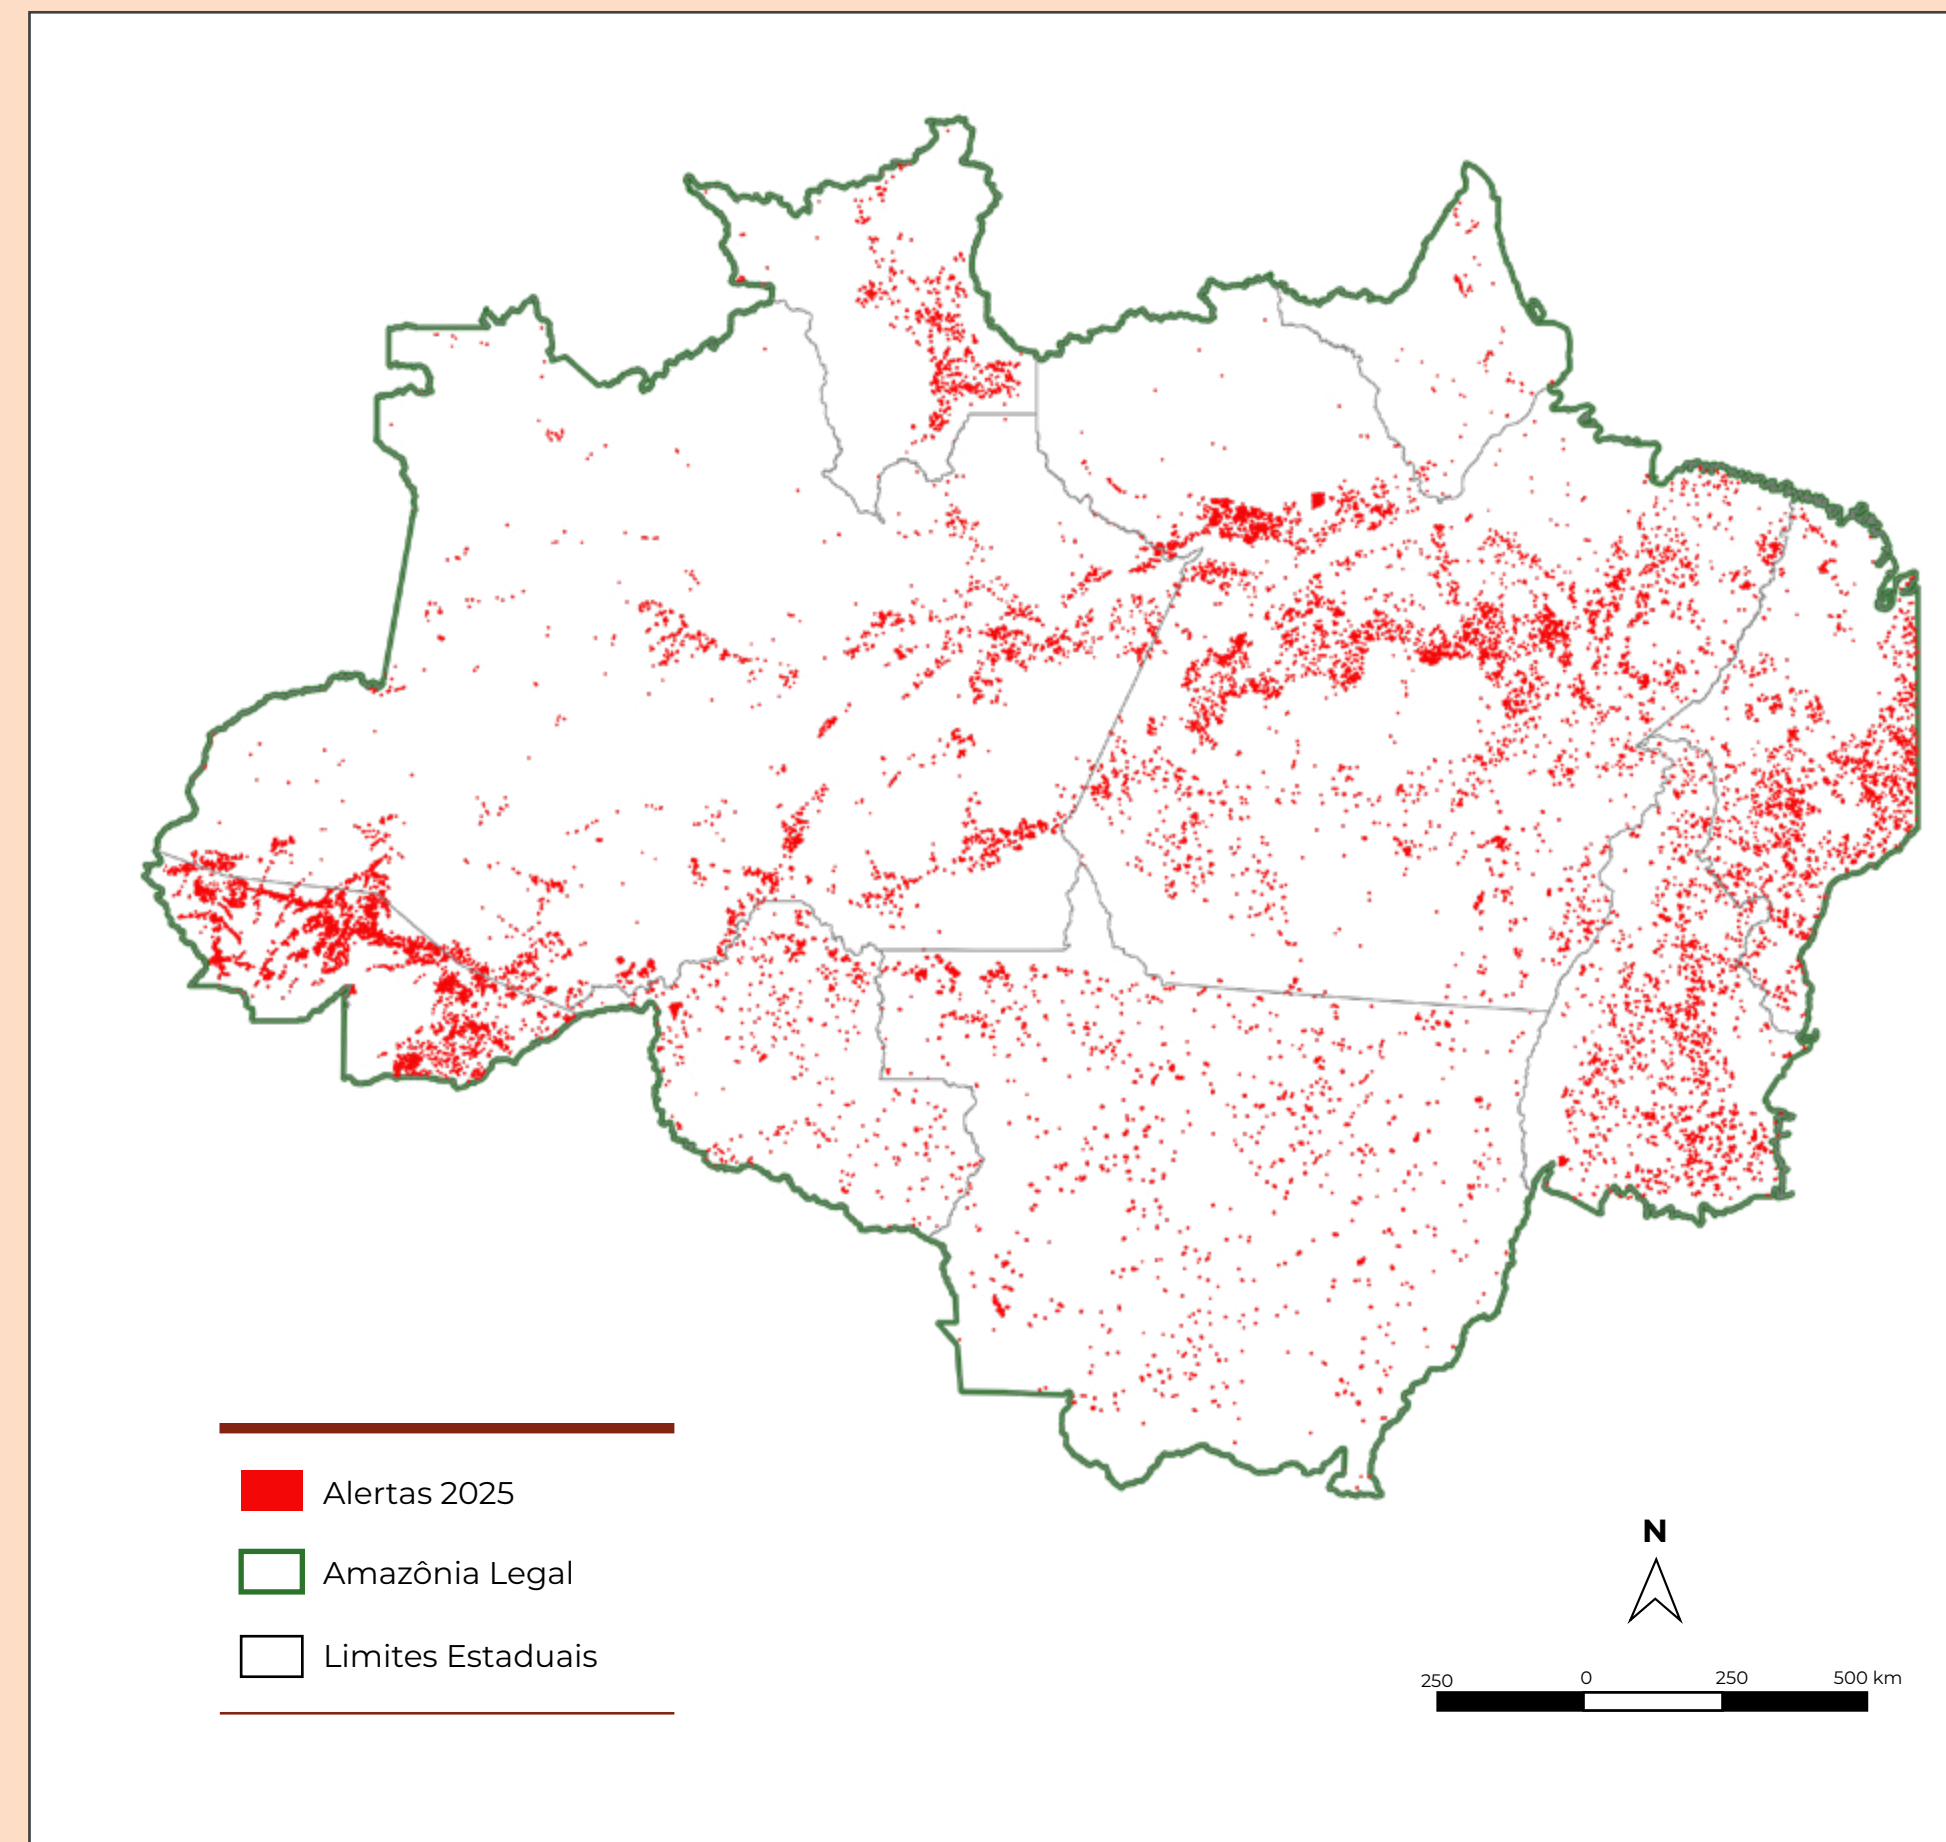 Alertas 2025
Amazônia Legal
Limites Estaduais
N
250 0 250 500 km